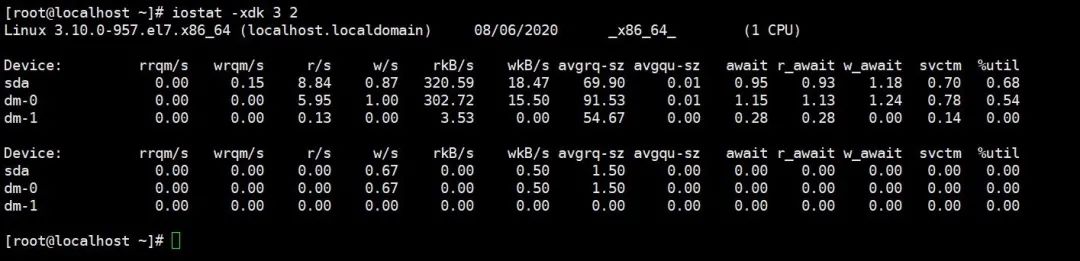 [root@localhost ~]# iostat -xdk 3 2
Linux 3.10.0-957.el7.x86_64 (localhost.localdomain) 08/06/2020 _x86_64_ (1 CPU)
Device: rrqm/s wrqm/s r/s w/s rkB/s wkB/s avgrq-sz avgqu-sz await r_await w_await svctm %util
sda 0.00 0.15 8.84 0.87 320.59 18.47 69.90 0.01 0.95 0.93 1.18 0.70 0.68
dm-0 0.00 0.00 5.95 1.00 302.72 15.50 91.53 0.01 1.15 1.13 1.24 0.78 0.54
dm-1 0.00 0.00 0.13 0.00 3.53 0.00 54.67 0.00 0.28 0.28 0.00 0.14 0.00
Device: rrqm/s wrqm/s r/s w/s rkB/s wkB/s avgrq-sz avgqu-sz await r_await w_await svctm %util
sda 0.00 0.00 0.00 0.67 0.00 0.50 1.50 0.00 0.00 0.00 0.00 0.00 0.00
dm-0 0.00 0.00 0.00 0.67 0.00 0.50 1.50 0.00 0.00 0.00 0.00 0.00 0.00
dm-1 0.00 0.00 0.00 0.00 0.00 0.00 0.00 0.00 0.00 0.00 0.00 0.00 0.00
[root@localhost ~]#